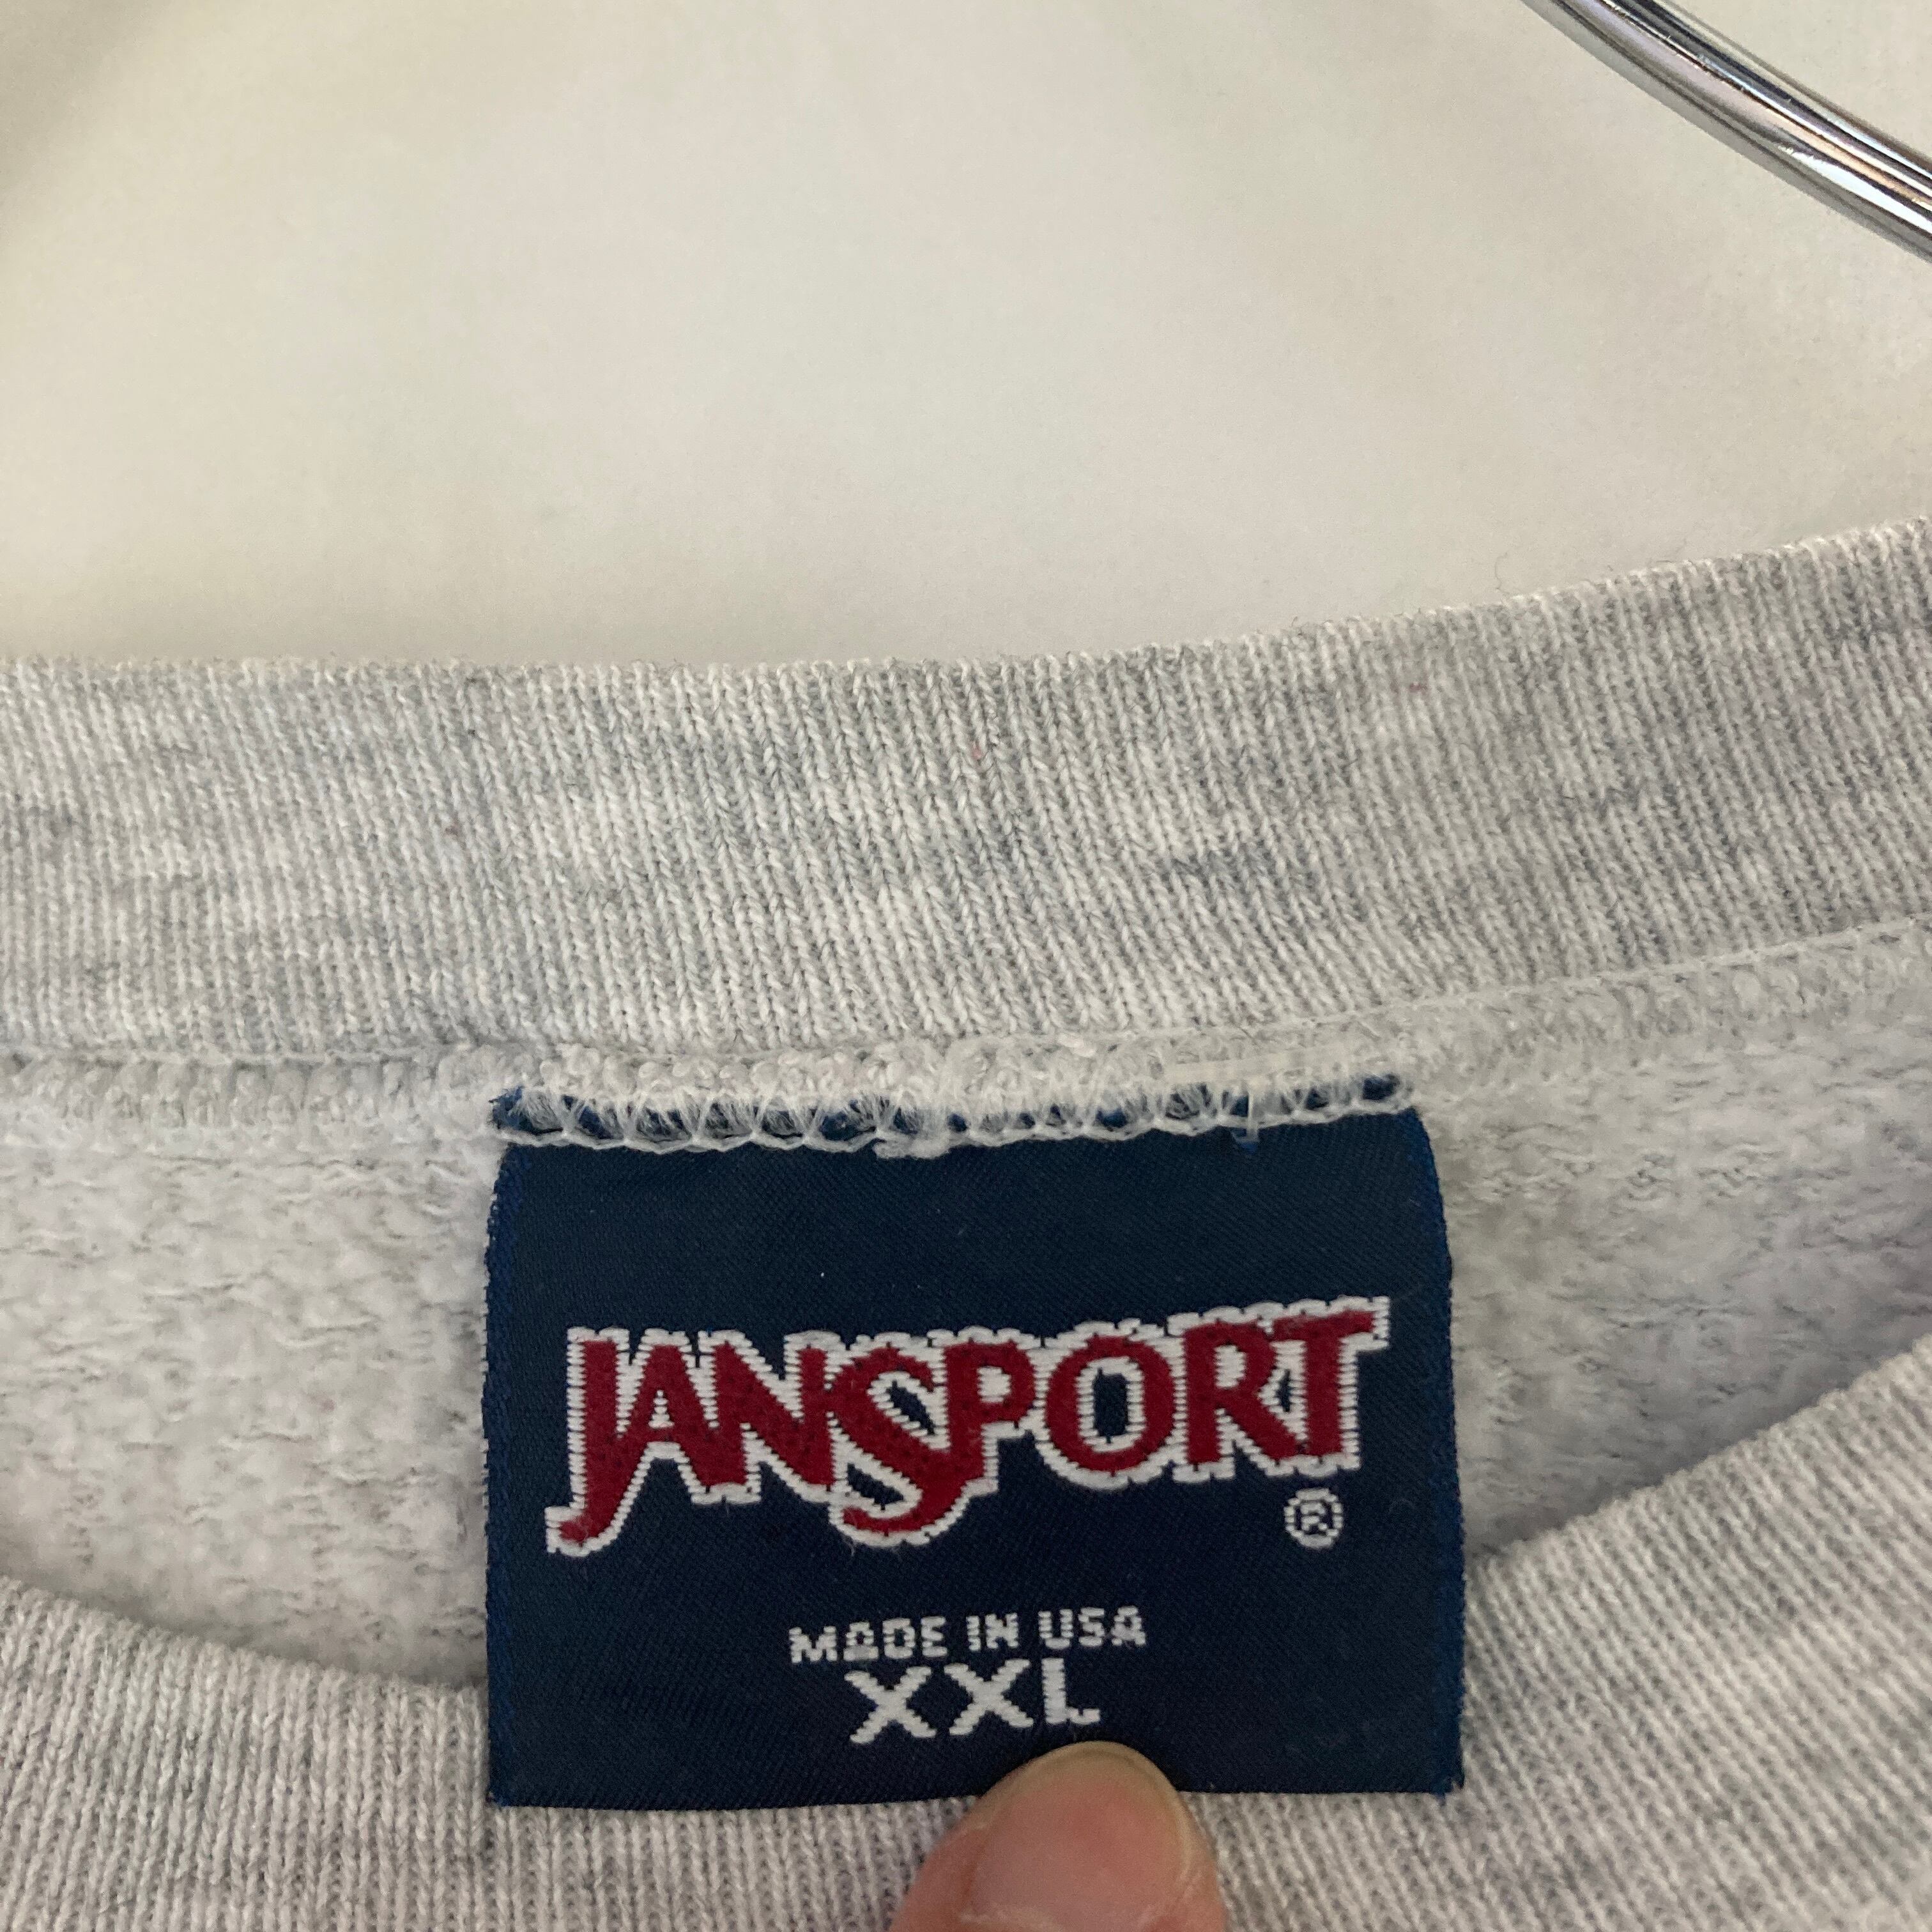 JANSPORT
®
MADE IN USA
XXL